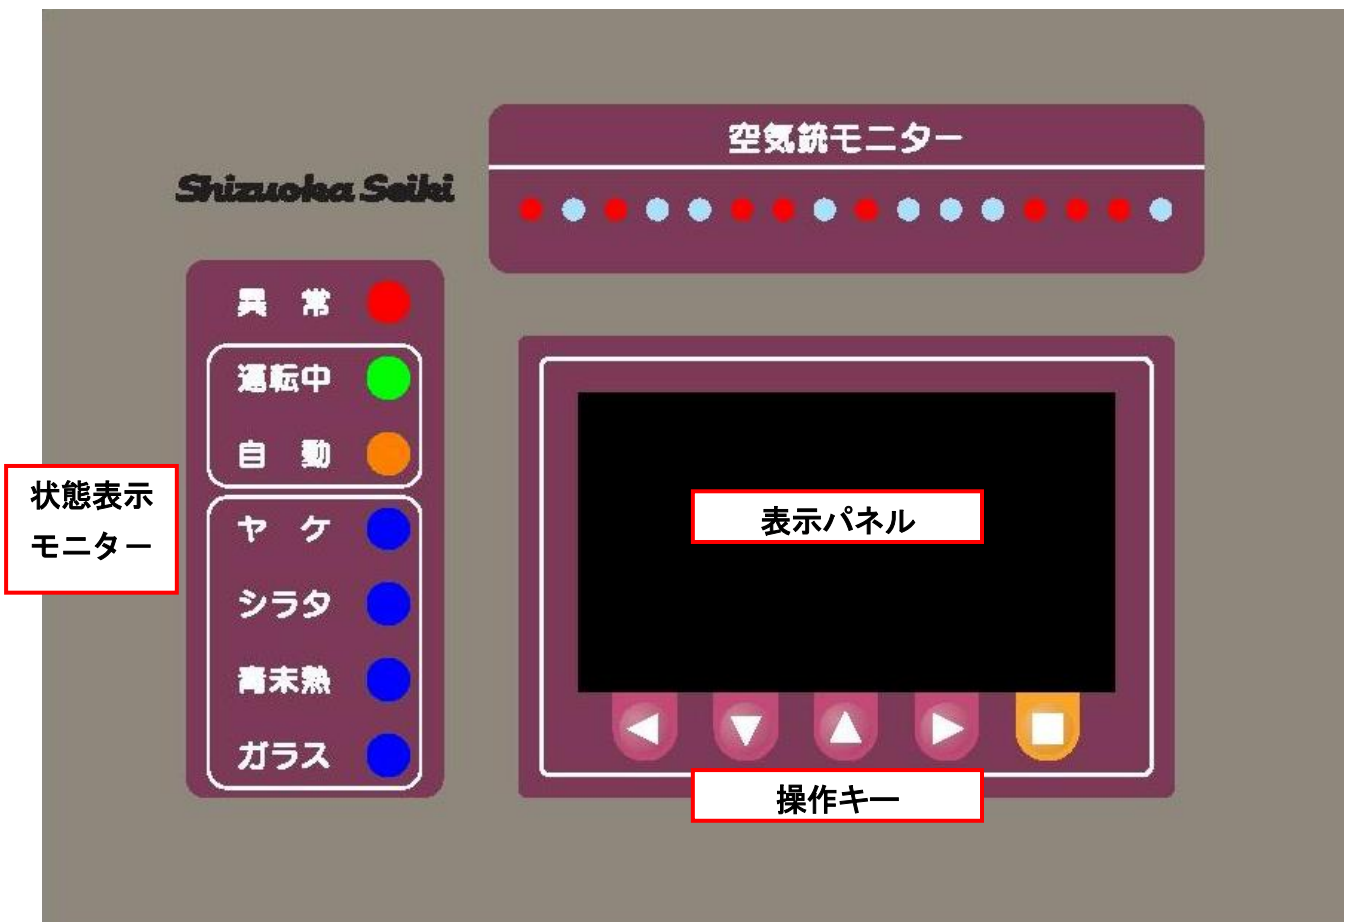 空気銃モニター
Shizuoka Seiki
異常
運転中
自動
状態表示
モニター
ヤケ
シラタ
青未熟
ガラス
表示パネル
操作キー